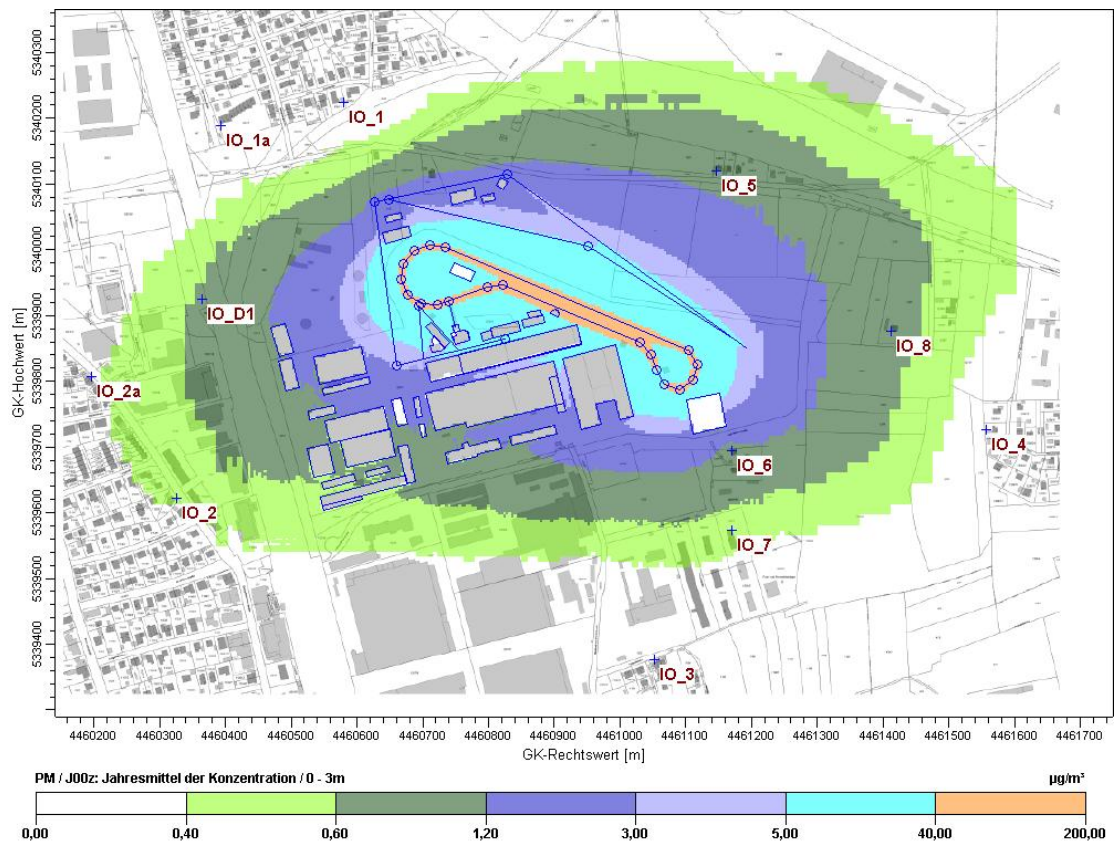 5340300
5340200
5340100
5340000
5339900
5339800
5339700
5339600
5339500
5339400
GK-Hochwert [m]
IO_1
IO_1a
IO_5
IO_D1
IO_8
IO_2a
IO_4
IO_6
IO_2
IO_7
IO_3
4460200 4460300 4460400 4460500 4460600 4460700 4460800 4460900 4461000 4461100 4461200 4461300 4461400 4461500 4461600 4461700
GK-Rechtswert [m]
PM / J00z: Jahresmittel der Konzentration / 0 - 3m µg/m³
0,00 0,40 0,60 1,20 3,00 5,00 40,00 200,00